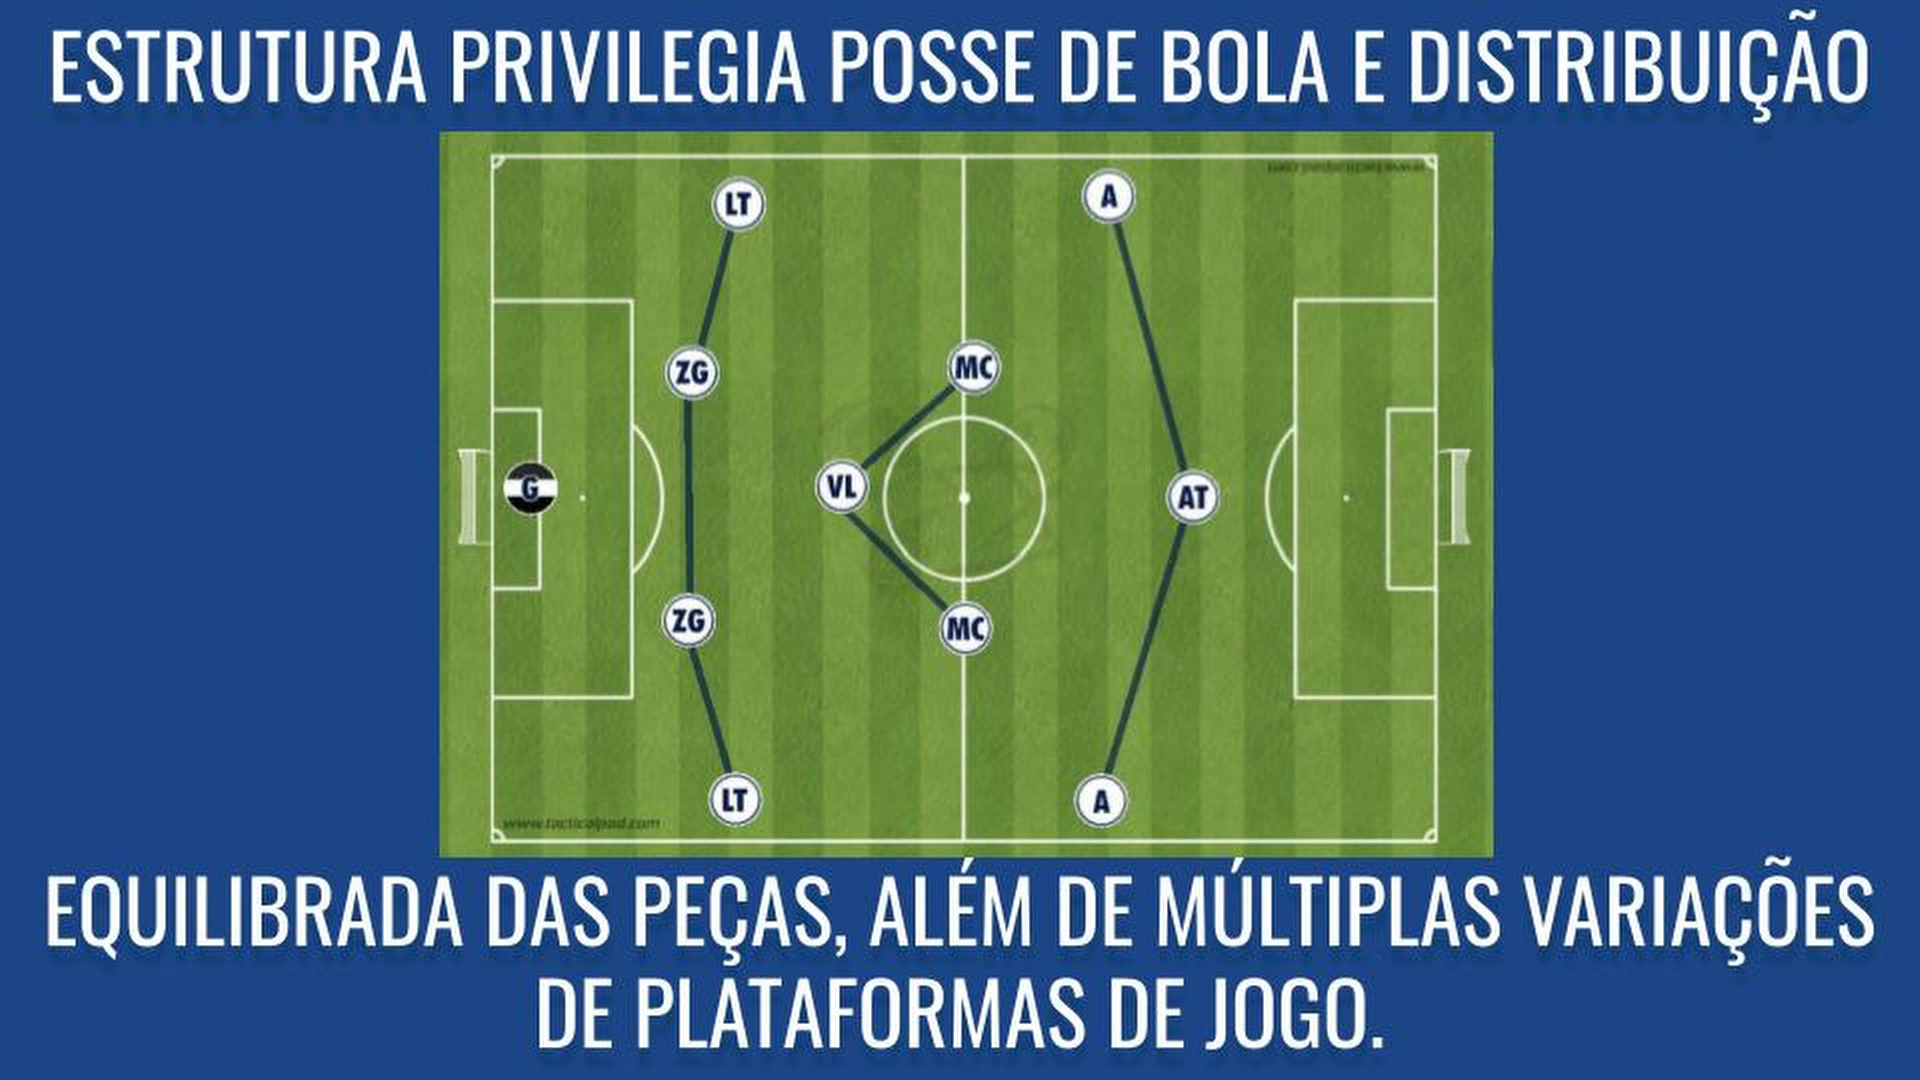 ESTRUTURA PRIVILEGIA POSSE DE BOLA E DISTRIBUIÇÃO
LT
A
ZG
MC
G
VL
AT
ZG
MC
LT
A
www.tacticalpad.com
EQUILIBRADA DAS PEÇAS, ALÉM DE MÚLTIPLAS VARIAÇÕES
DE PLATAFORMAS DE JOGO.